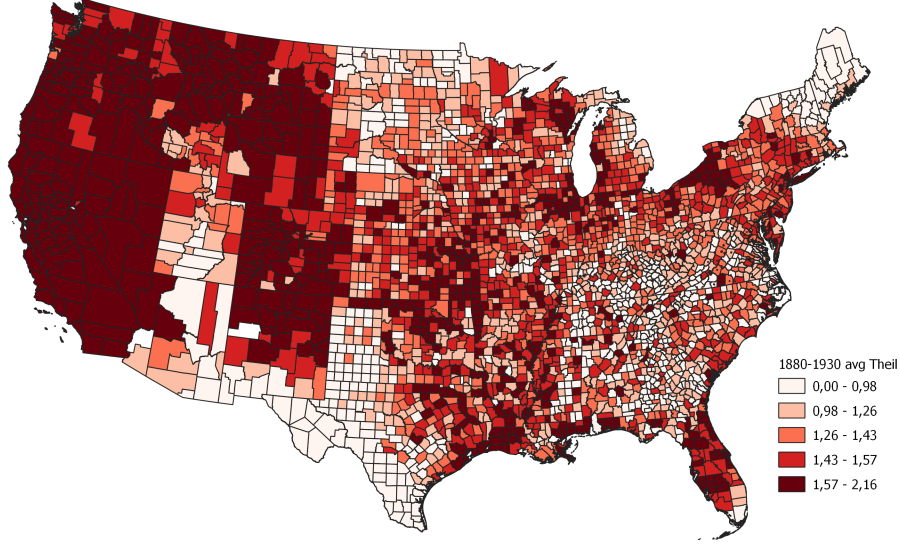 1880-1930 avg Theil
0,00 - 0,98
0,98 - 1,26
1,26 - 1,43
1,43 - 1,57
1,57 - 2,16